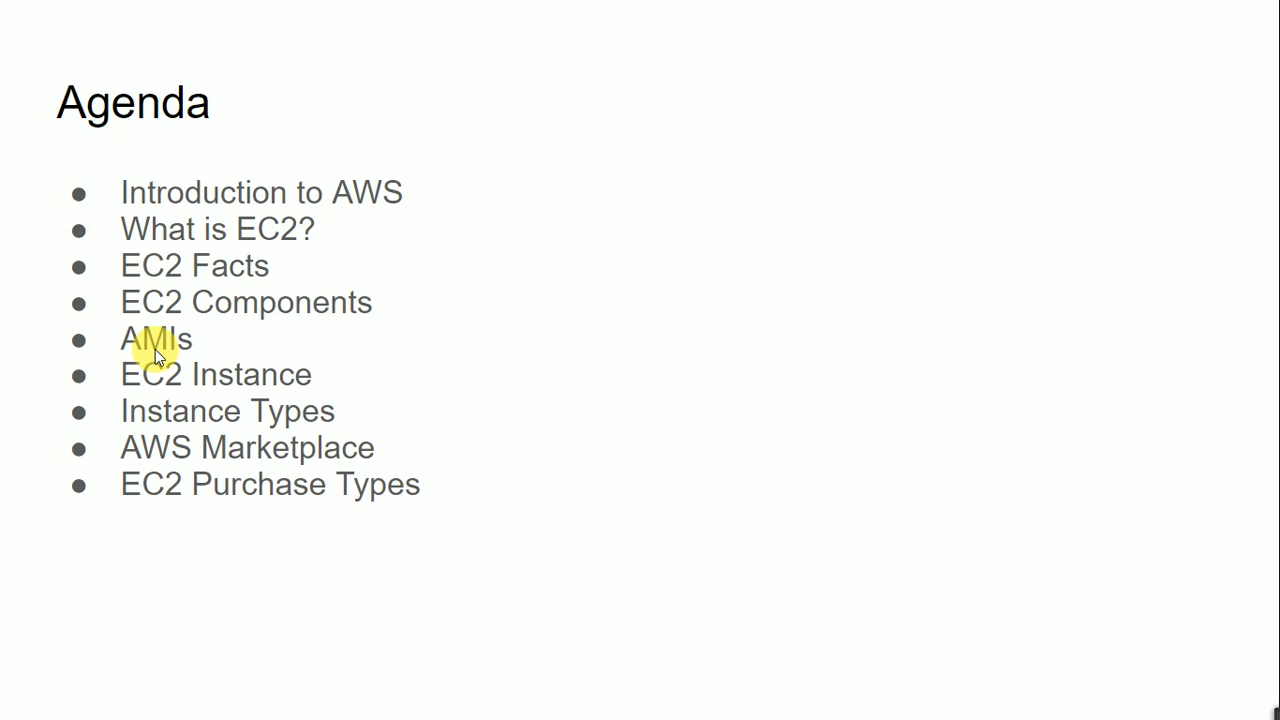 Agenda
● Introduction to AWS
● What is EC2?
● EC2 Facts
● EC2 Components
● AMIs
● EC2 Instance
● Instance Types
● AWS Marketplace
● EC2 Purchase Types